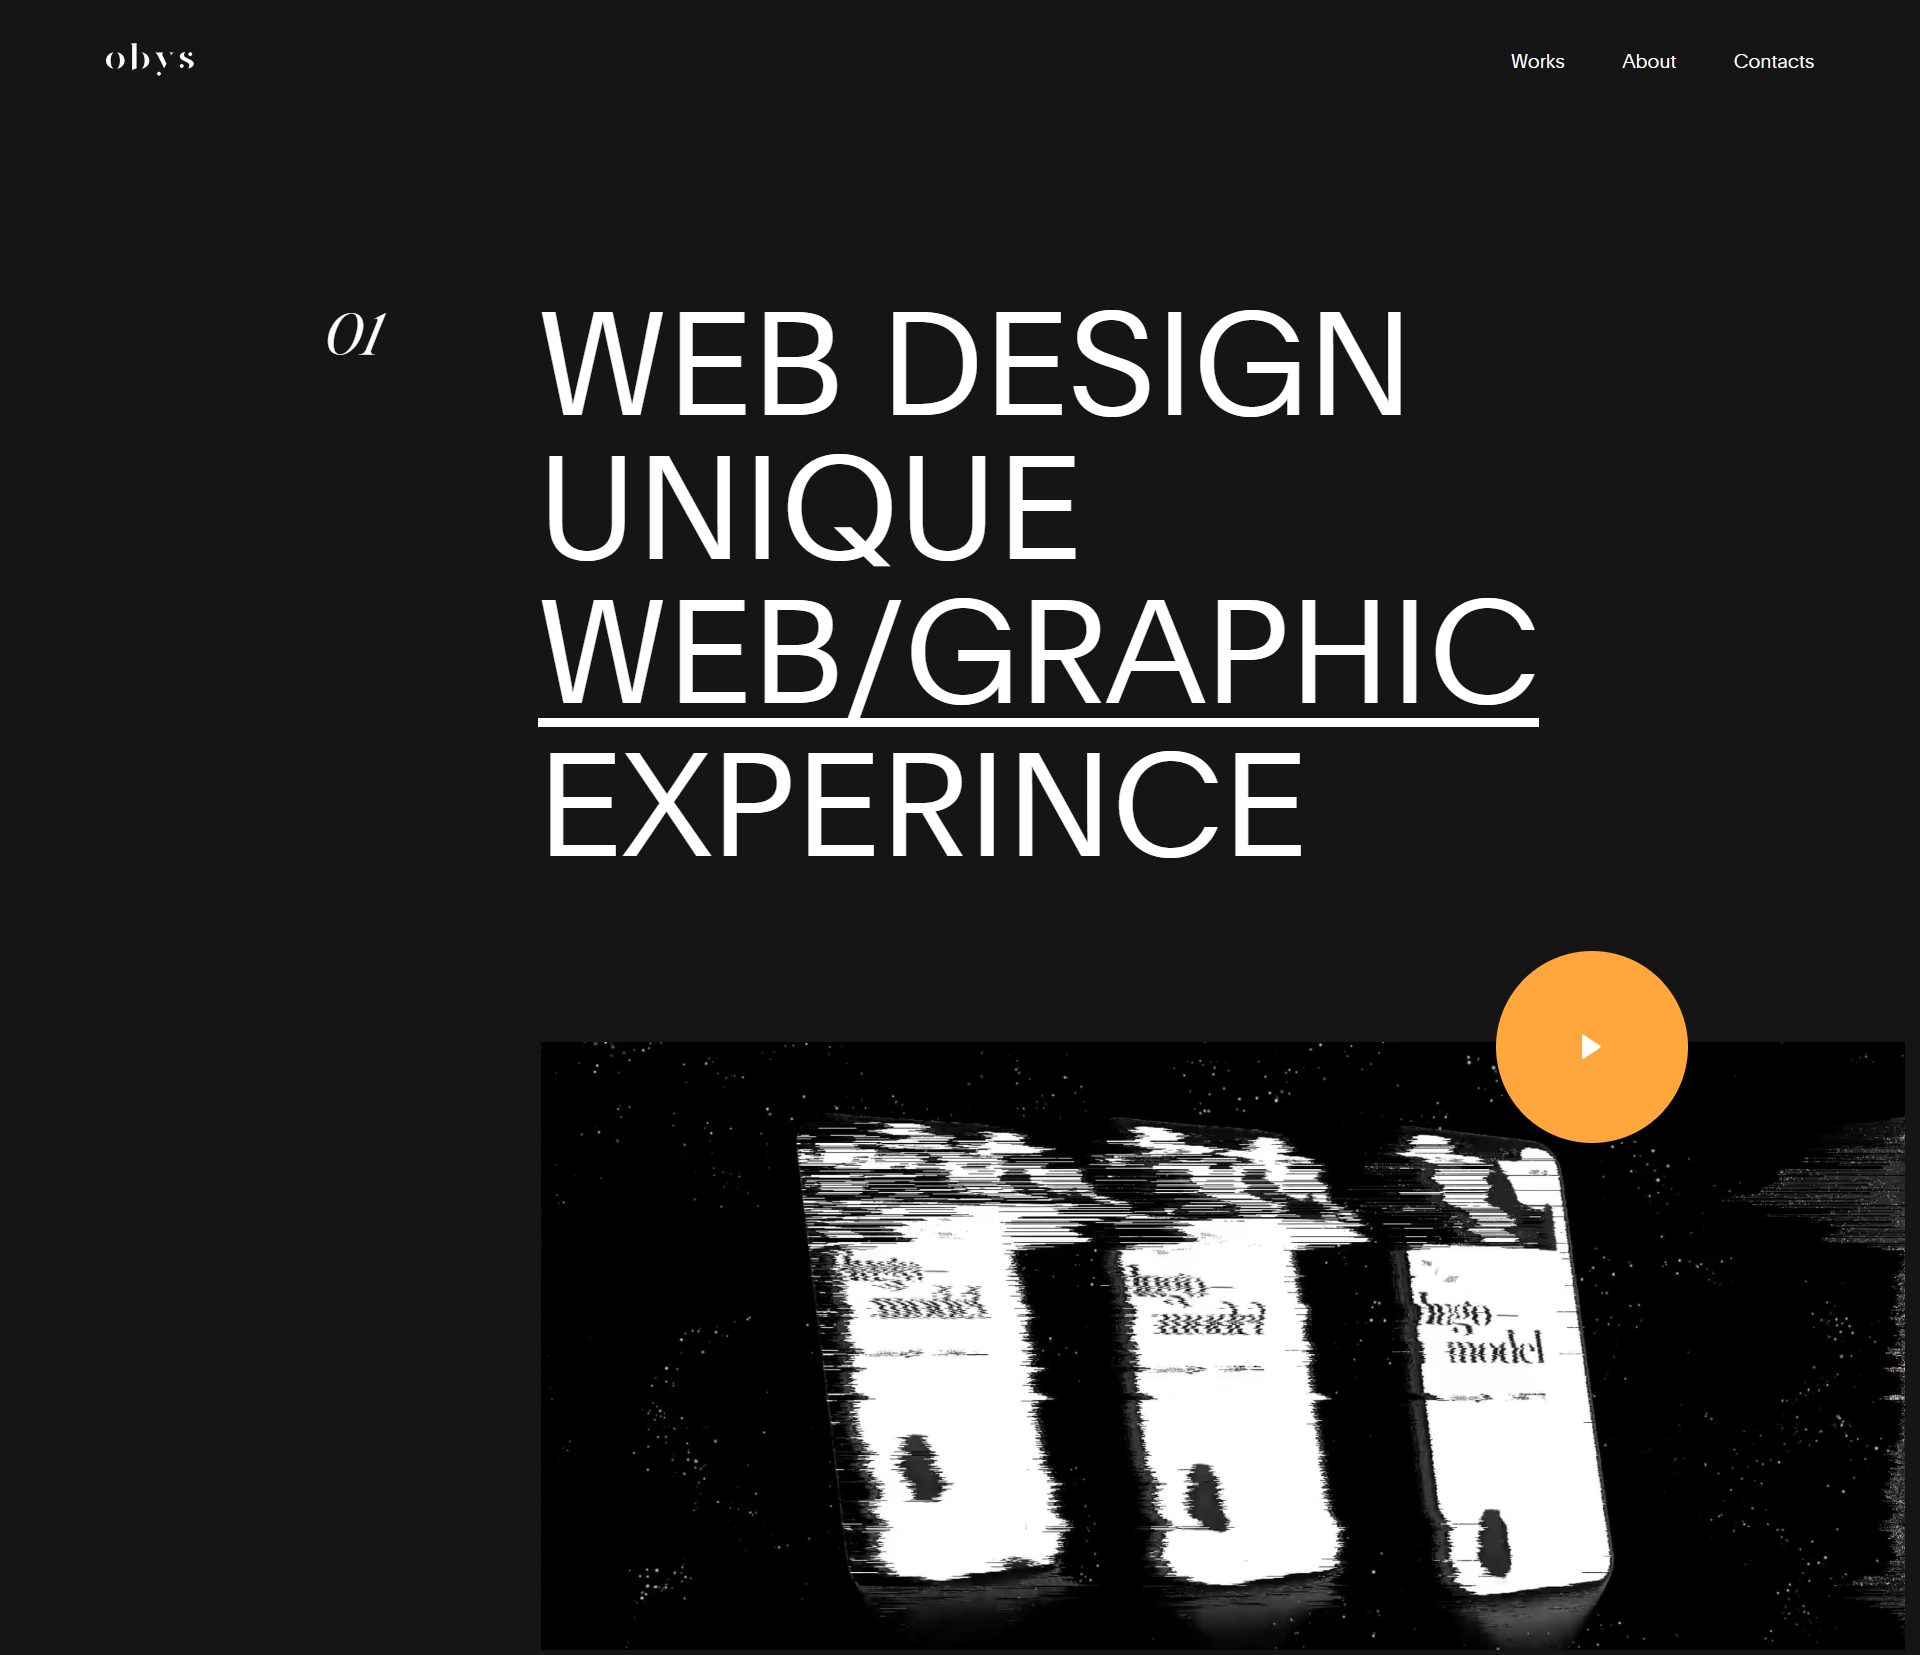 obys
Works
About
Contacts
01
WEB DESIGN
UNIQUE
WEB/GRAPHIC
EXPERINCE
hugo
model
hugo
model
hugo
model